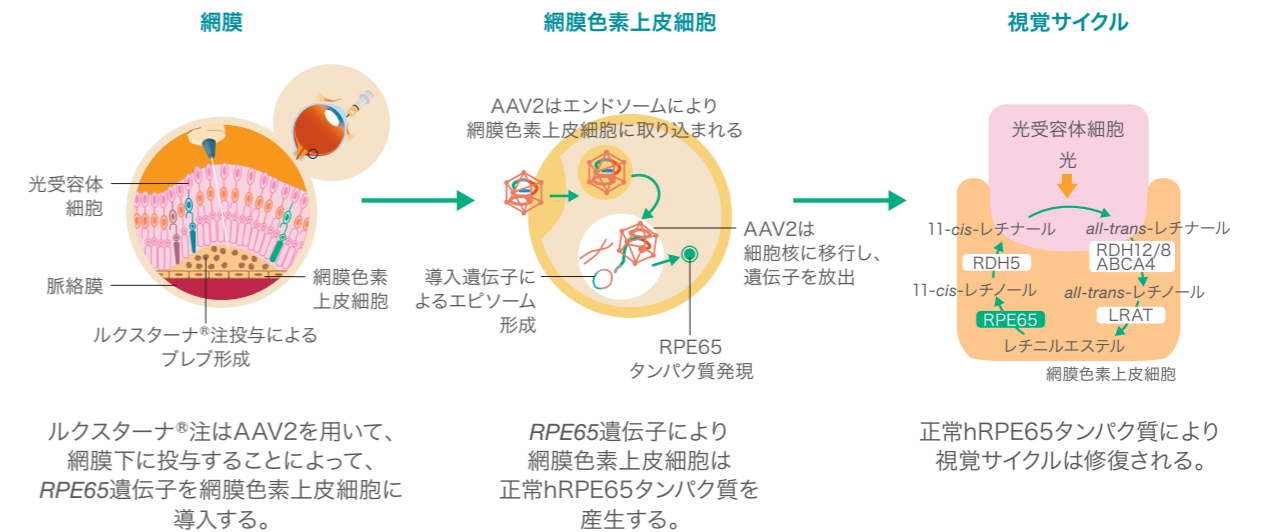 網膜
光受容体
細胞
脈絡膜
網膜色素
上皮細胞
ルクスターナ®注投与による
ブレブ形成
ルクスターナ®注はAAV2を用いて、
網膜下に投与することによって、
RPE65遺伝子を網膜色素上皮細胞に
導入する。
網膜色素上皮細胞
AAV2はエンドソームにより
網膜色素上皮細胞に取り込まれる
AAV2は
細胞核に移行し、
遺伝子を放出
導入遺伝子に
よるエピソーム
形成
RPE65
タンパク質発現
RPE65遺伝子により
網膜色素上皮細胞は
正常hRPE65タンパク質を
産生する。
視覚サイクル
光受容体細胞
光
11-cis-レチナール
all-trans-レチナール
RDH5
RDH12/8
ABCA4
11-cis-レチノール
all-trans-レチノール
RPE65
LRAT
レチニルエステル
網膜色素上皮細胞
正常hRPE65タンパク質により
視覚サイクルは修復される。